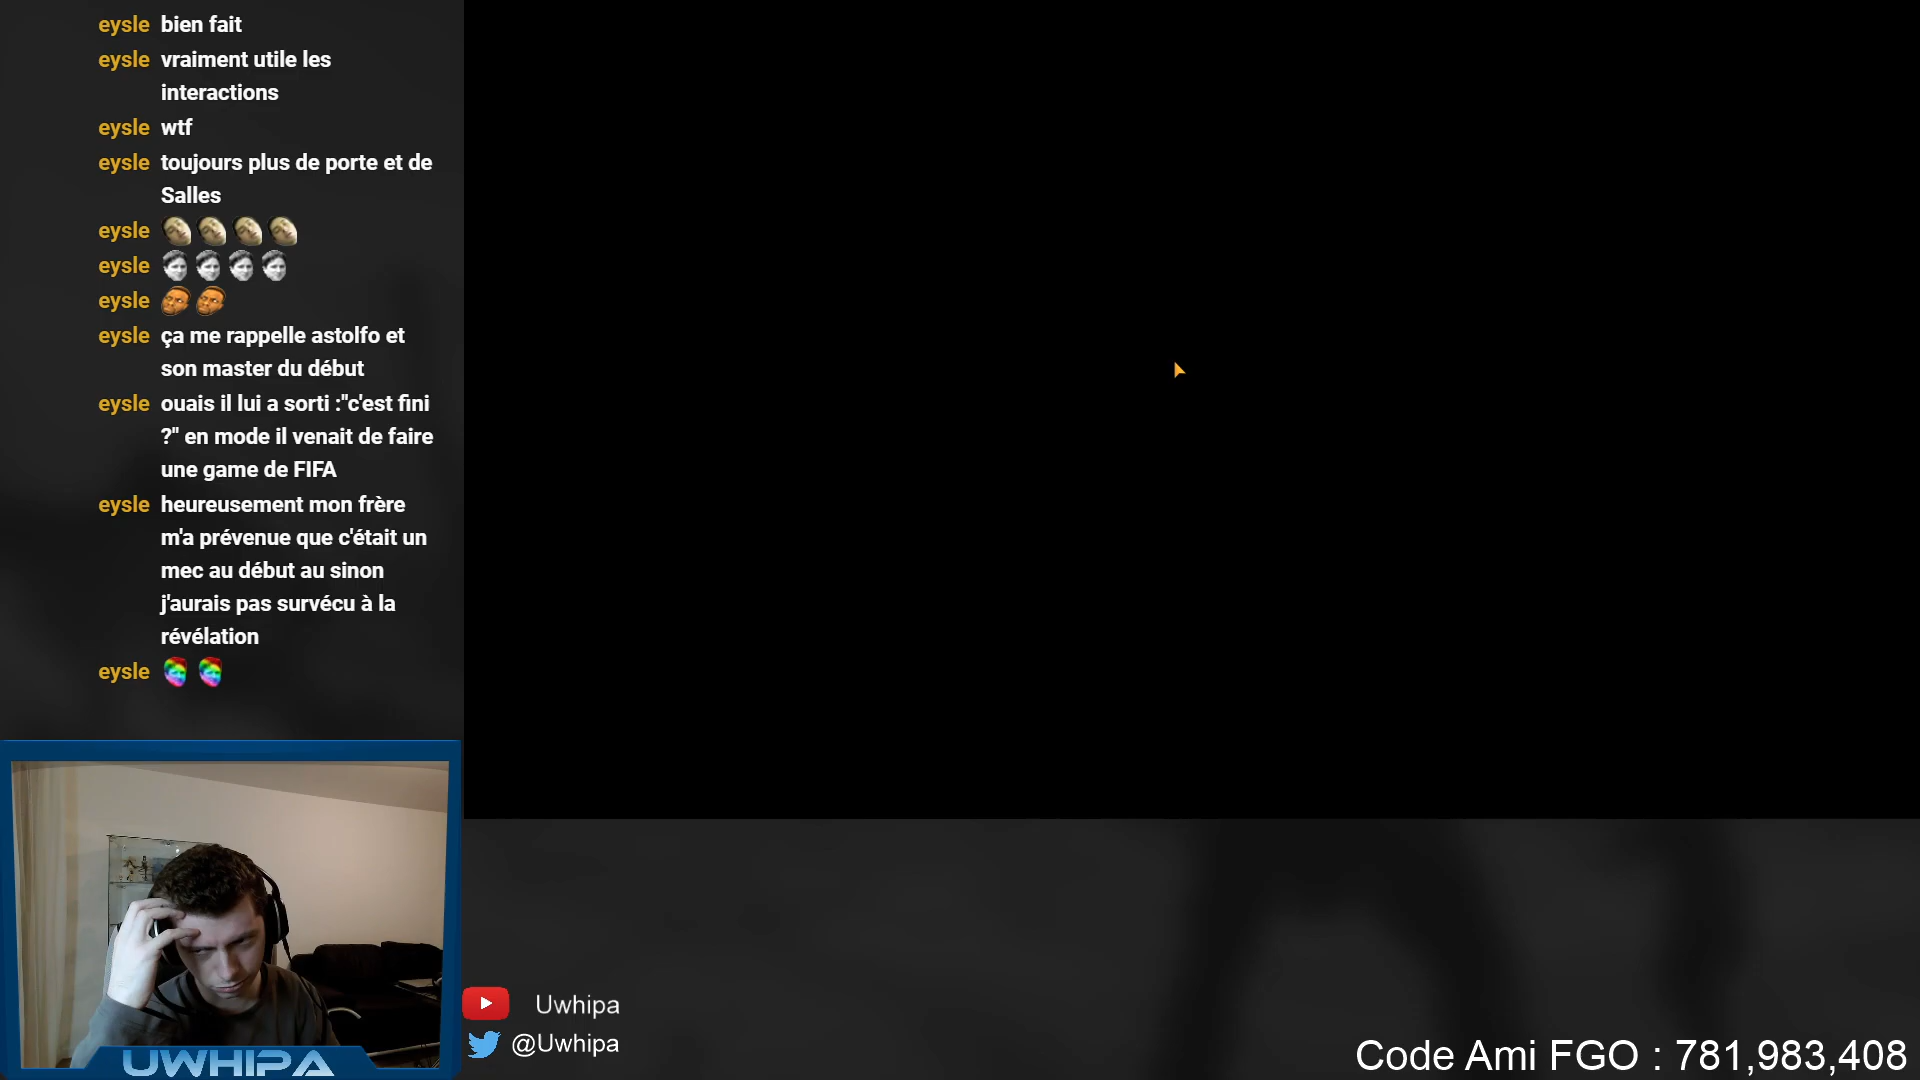 eysle bien fait
eysle vraiment utile les
interactions
eysle wtf
eysle toujours plus de porte et de
Salles
eysle
eysle
eysle
eysle ça me rappelle astolfo et
son master du début
eysle ouais il lui a sorti :"c'est fini
?" en mode il venait de faire
une game de FIFA
eysle heureusement mon frère
m'a prévenue que c'était un
mec au début au sinon
j'aurais pas survécu à la
révélation
eysle
UWHIPA
Uwhipa
@Uwhipa
Code Ami FGO : 781,983,408